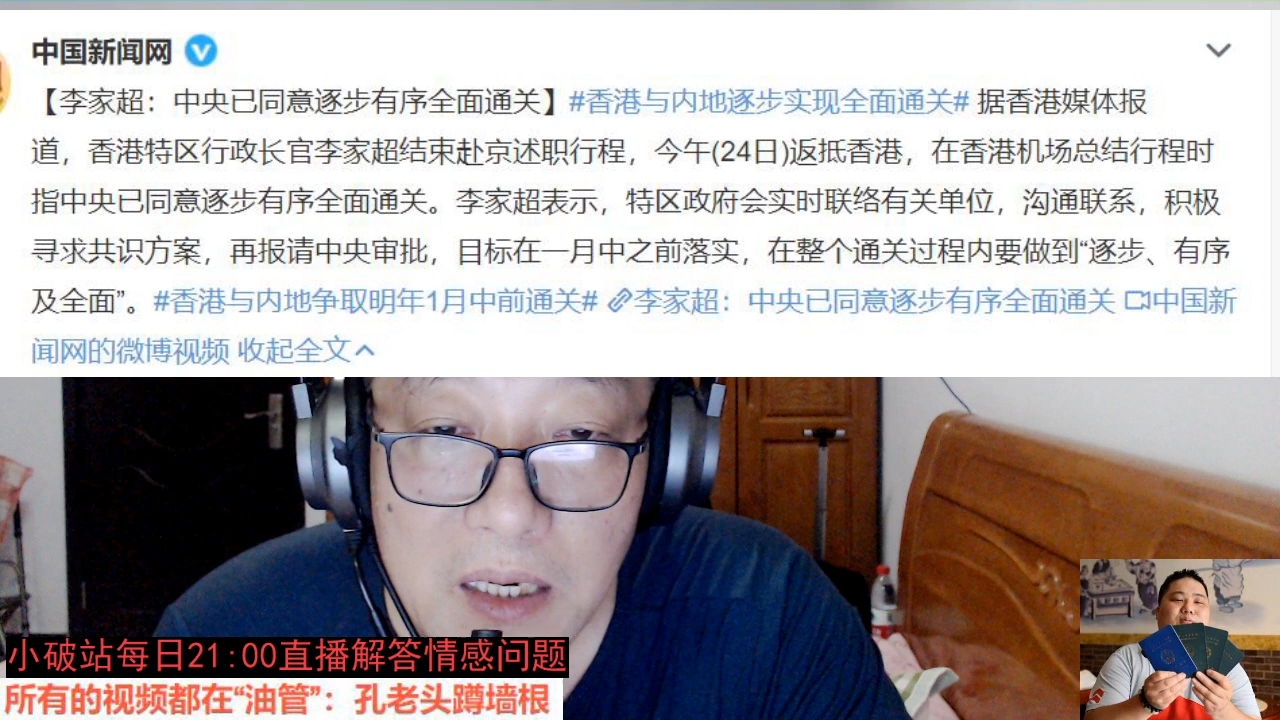 中国新闻网
【李家超：中央已同意逐步有序全面通关】#香港与内地逐步实现全面通关# 据香港媒体报
道，香港特区行政长官李家超结束赴京述职行程，今午(24日)返抵香港，在香港机场总结行程时
指中央已同意逐步有序全面通关。李家超表示，特区政府会实时联络有关单位，沟通联系，积极
寻求共识方案，再报请中央审批，目标在一月中之前落实，在整个通关过程内要做到“逐步、有序
及全面”。#香港与内地争取明年1月中前通关# 李家超：中央已同意逐步有序全面通关 中国新
闻网的微博视频 收起全文
小破站每日21:00直播解答情感问题
所有的视频都在“油管”：孔老头蹲墙根